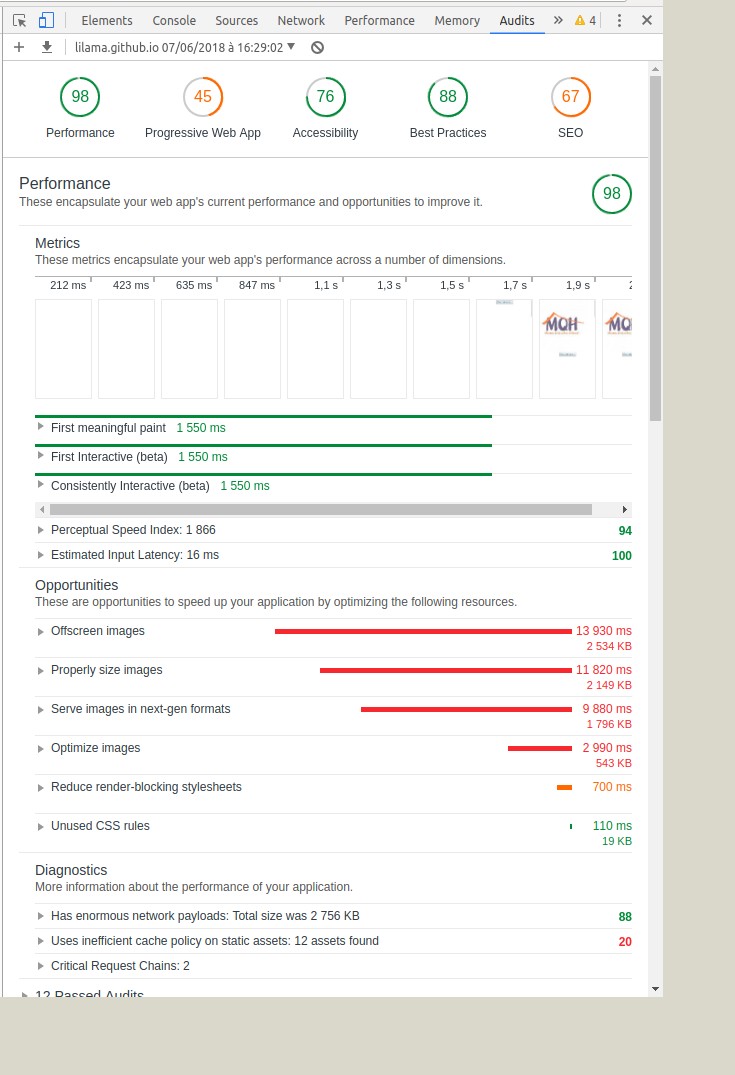 Elements Console Sources Network Performance Memory Audits » 4
lilama.github.io 07/06/2018 à 16:29:02
98 45 76 88 67
Performance Progressive Web App Accessibility Best Practices SEO
Performance
These encapsulate your web app's current performance and opportunities to improve it.
98
Metrics
These metrics encapsulate your web app's performance across a number of dimensions.
212 ms 423 ms 635 ms 847 ms 1,1 s 1,3 s 1,5 s 1,7 s 1,9 s 2
MQH MQH
First meaningful paint 1 550 ms
First Interactive (beta) 1 550 ms
Consistently Interactive (beta) 1 550 ms
Perceptual Speed Index: 1 866 94
Estimated Input Latency: 16 ms 100
Opportunities
These are opportunities to speed up your application by optimizing the following resources.
Offscreen images 13 930 ms
2 534 KB
Properly size images 11 820 ms
2 149 KB
Serve images in next-gen formats 9 880 ms
1 796 KB
Optimize images 2 990 ms
543 KB
Reduce render-blocking stylesheets 700 ms
Unused CSS rules 110 ms
19 KB
Diagnostics
More information about the performance of your application.
Has enormous network payloads: Total size was 2 756 KB 88
Uses inefficient cache policy on static assets: 12 assets found 20
Critical Request Chains: 2
12 Passed Audits